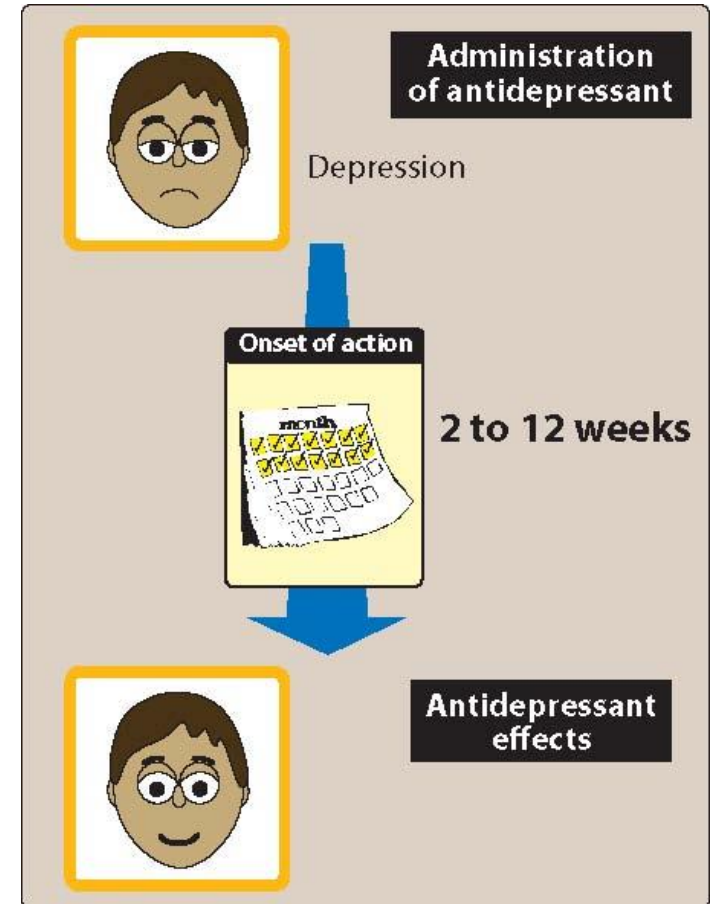 Administration
of antidepressant
Depression
Onset of action
month
2 to 12 weeks
Antidepressant
effects